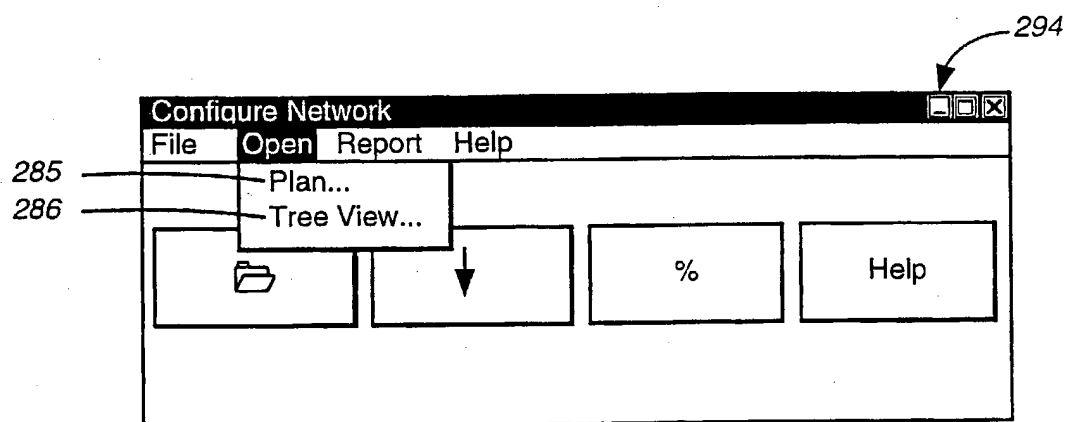 294
Configure Network
File Open Report Help
285 Plan...
286 Tree View...
% Help